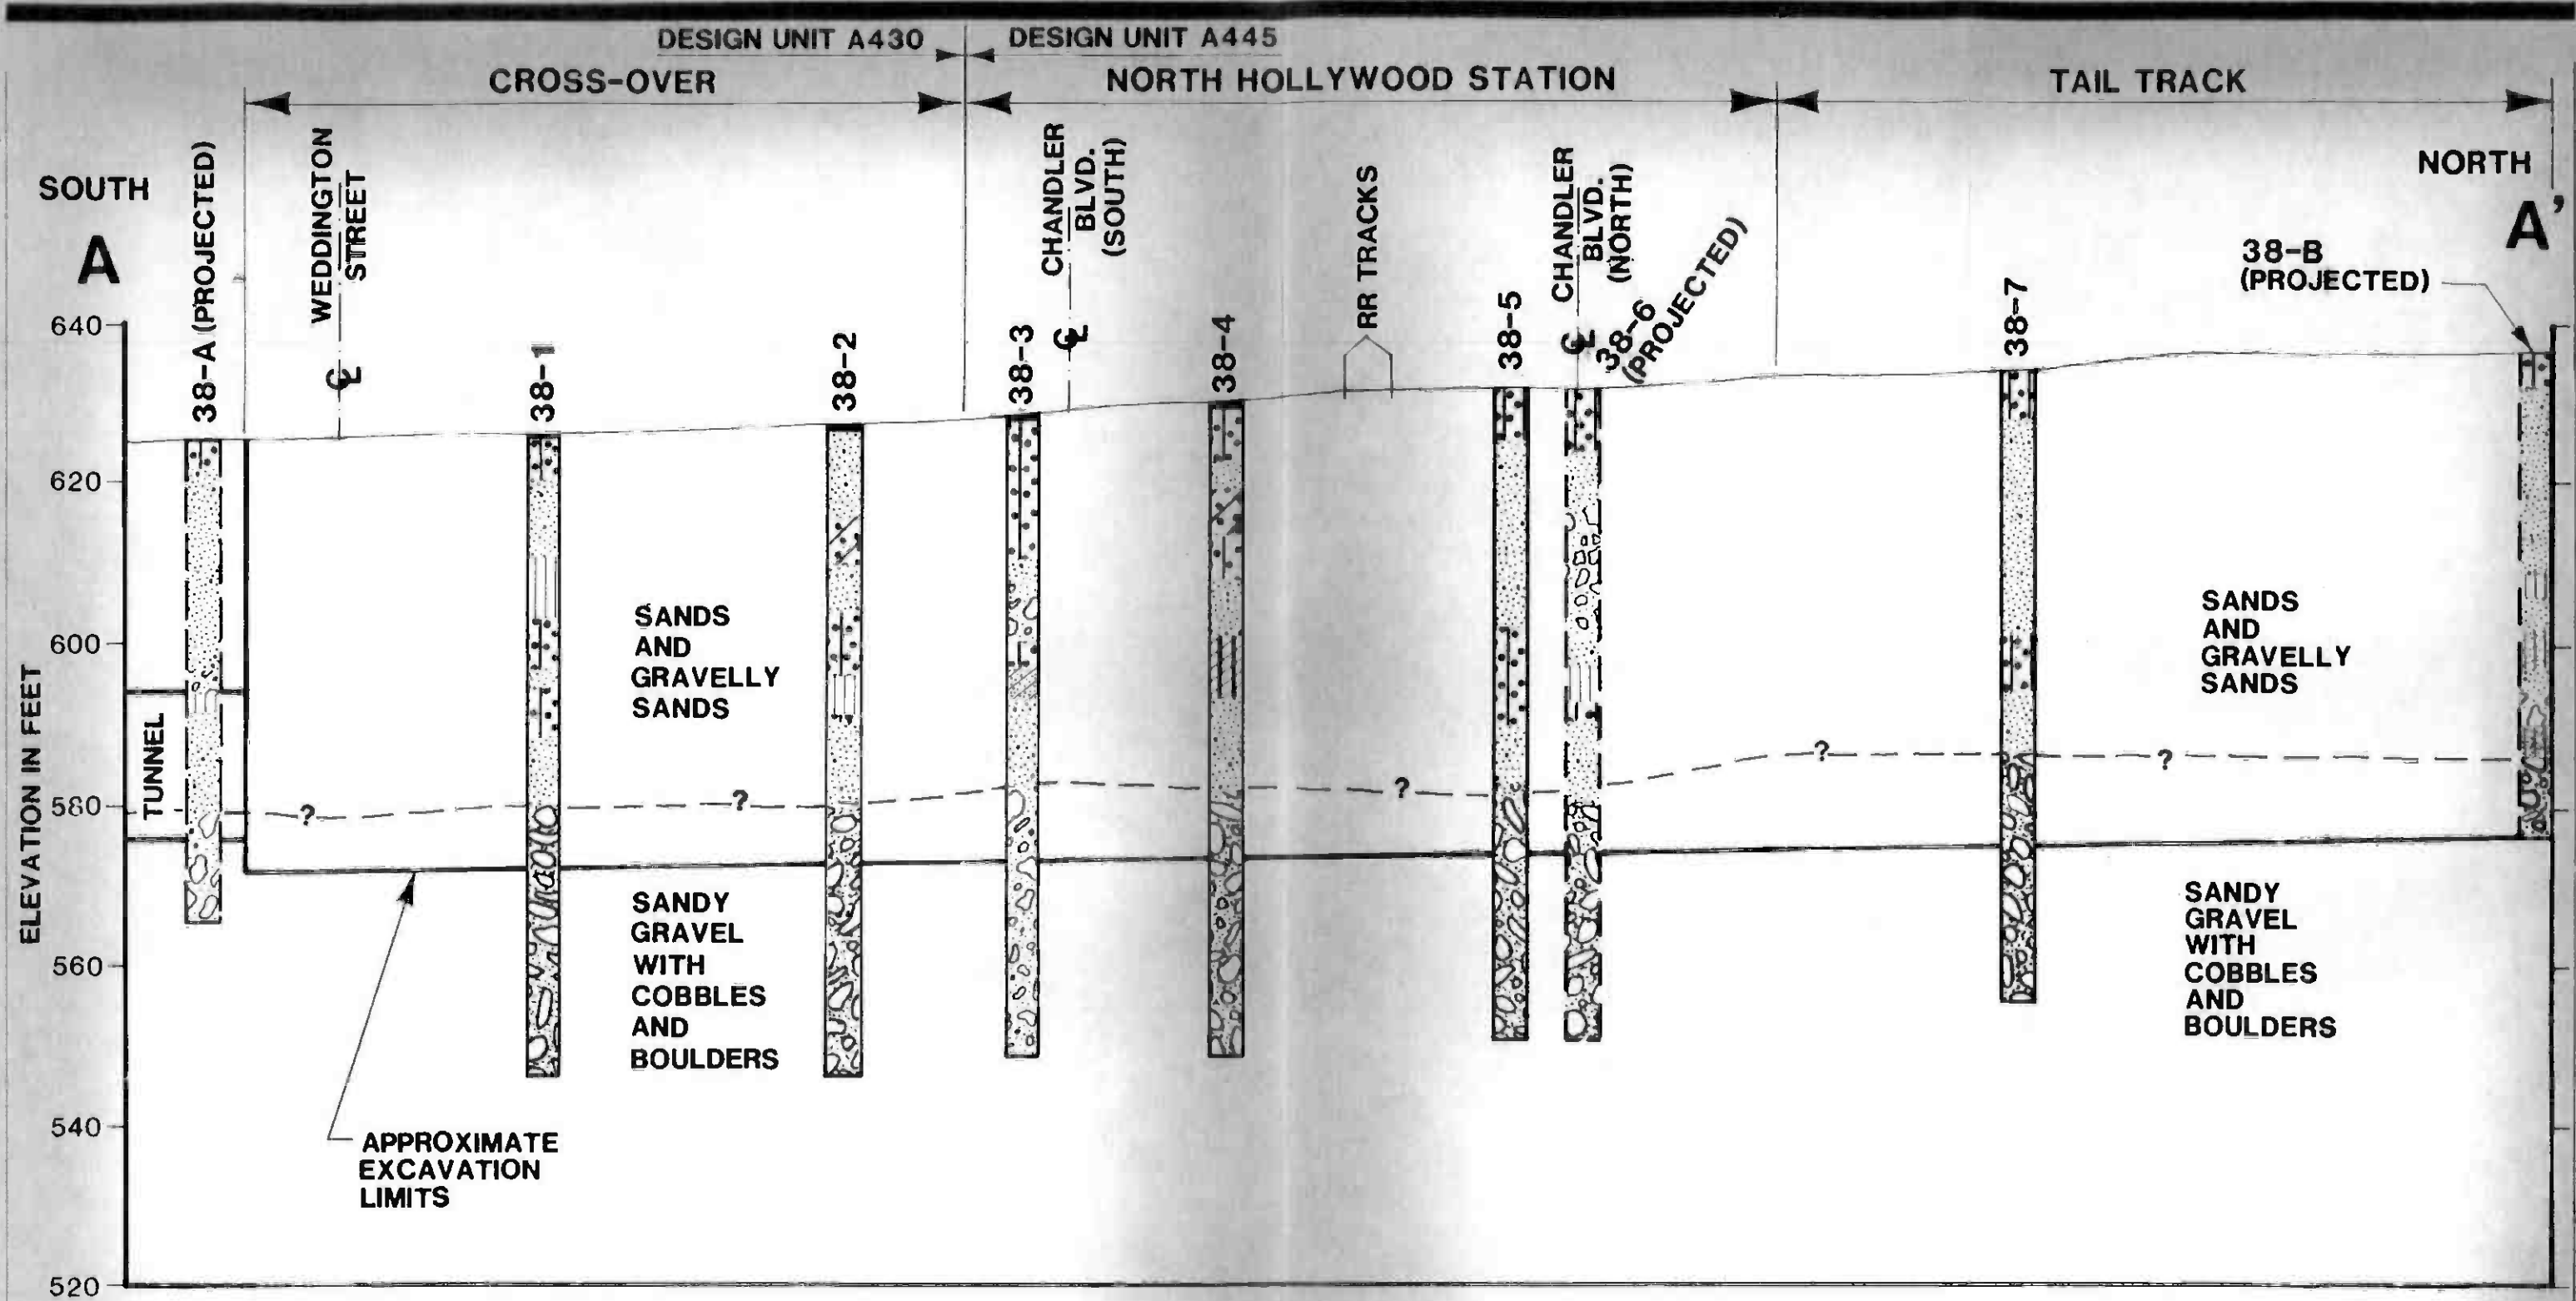 DESIGN UNIT A430
DESIGN UNIT A445
CROSS-OVER
NORTH HOLLYWOOD STATION
TAIL TRACK
SOUTH
A
NORTH
A'
38-A (PROJECTED)
WEDDINGTON
STREET
℄
38-1
38-2
38-3
CHANDLER
BLVD.
(SOUTH)
℄
38-4
RR TRACKS
38-5
CHANDLER
BLVD.
(NORTH)
℄
38-6
(PROJECTED)
38-7
38-B
(PROJECTED)
ELEVATION IN FEET
640
620
600
580
560
540
520
TUNNEL
SANDS
AND
GRAVELLY
SANDS
SANDS
AND
GRAVELLY
SANDS
?
?
?
?
?
SANDY
GRAVEL
WITH
COBBLES
AND
BOULDERS
SANDY
GRAVEL
WITH
COBBLES
AND
BOULDERS
APPROXIMATE
EXCAVATION
LIMITS